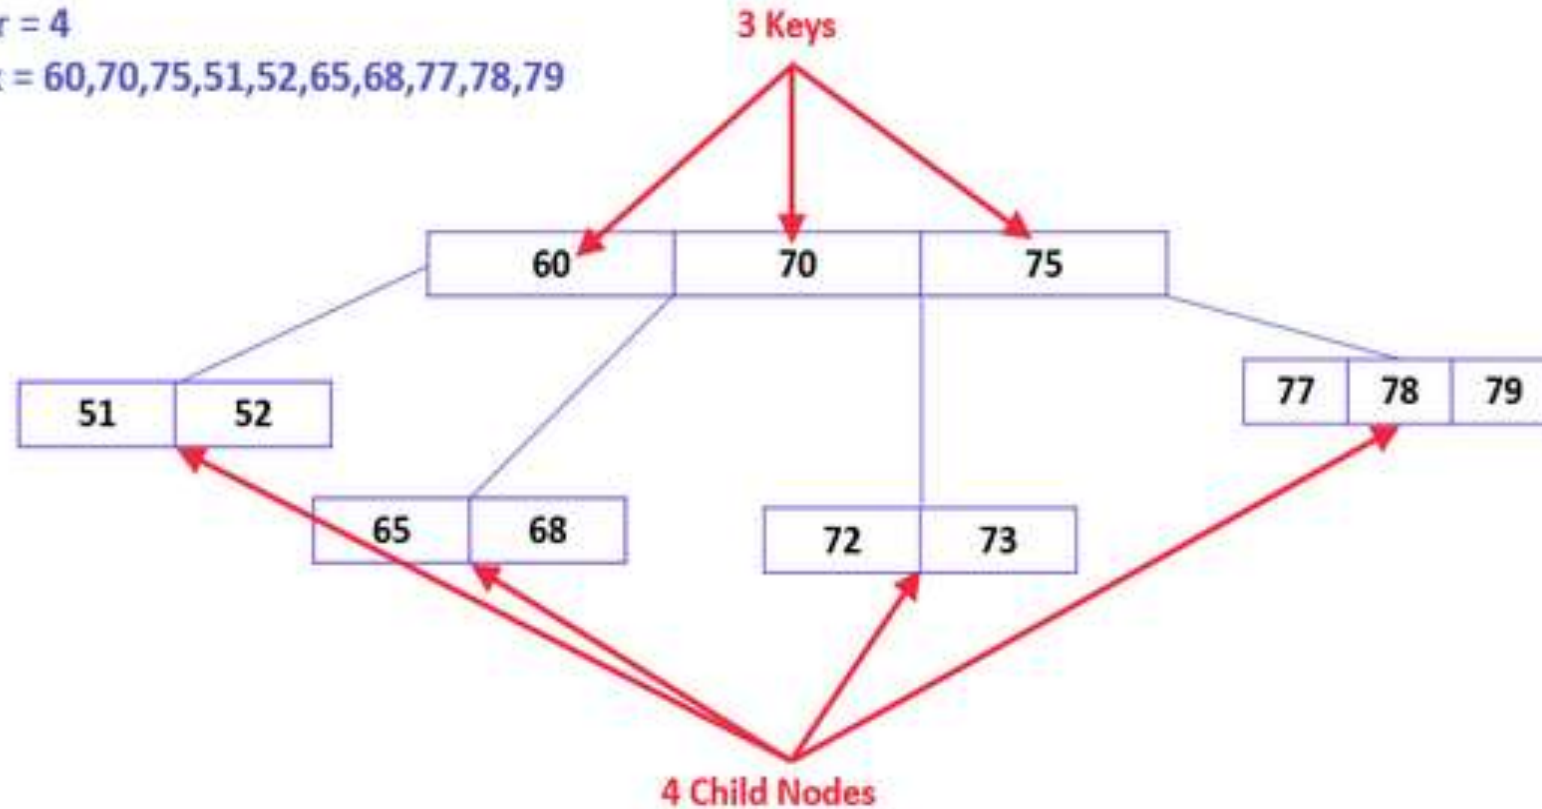 r = 4
= 60,70,75,51,52,65,68,77,78,79
3 Keys
60 70 75
51 52
77 78 79
65 68
72 73
4 Child Nodes